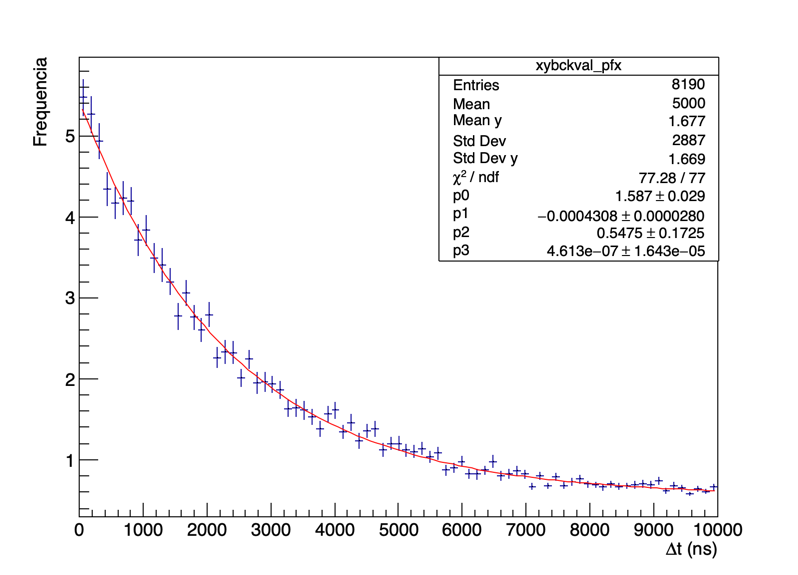 xybckval_pfx
Entries 8190
Mean 5000
Mean y 1.677
Std Dev 2887
Std Dev y 1.669
χ² / ndf 77.28 / 77
p0 1.587 ± 0.029
p1 −0.0004308 ± 0.0000280
p2 0.5475 ± 0.1725
p3 4.613e−07 ± 1.643e−05
Frequencia
5
4
3
2
1
0 1000 2000 3000 4000 5000 6000 7000 8000 9000 10000
Δt (ns)